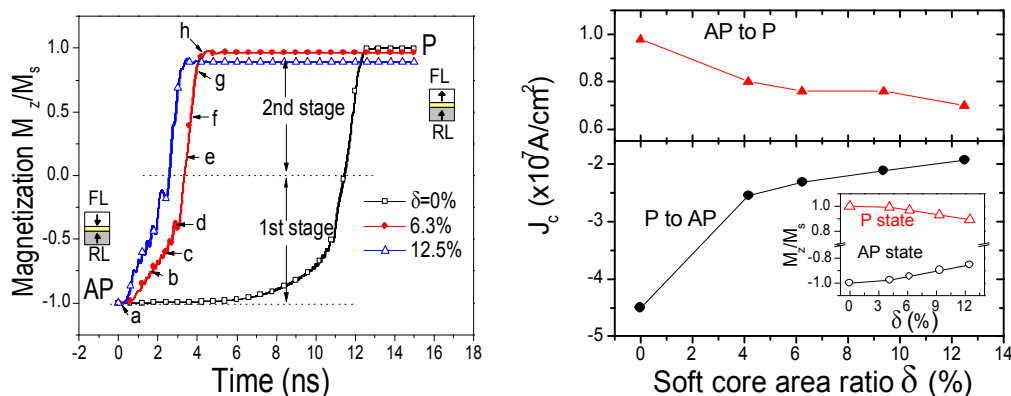 Magnetization M_z/M_s
1.0
0.5
0.0
-0.5
-1.0
-2 0 2 4 6 8 10 12 14 16 18
Time (ns)
AP
P
a
b
c
d
e
f
g
h
2nd stage
1st stage
FL
RL
FL
RL
δ=0%
6.3%
12.5%
J_c (x10^7A/cm^2)
1.0
0.8
0.6
AP to P
-2
-3
-4
-5
P to AP
0 2 4 6 8 10 12 14
Soft core area ratio δ (%)
M_z/M_s
1.0
0.8
-1.0
P state
AP state
0 4 8 12
δ (%)